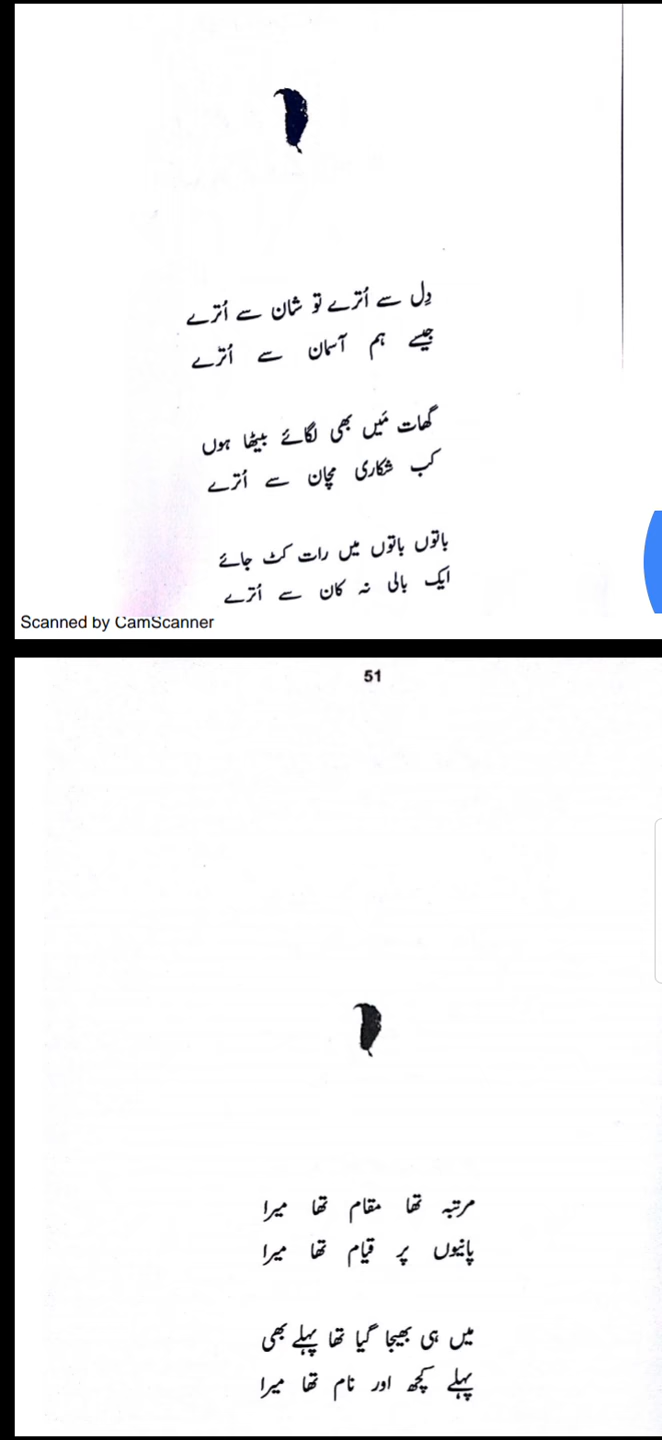 دِل سے اُترے تو شان سے اُترے
جیسے ہم آسمان سے اُترے
گھات مَیں بھی لگائے بیٹھا ہوں
کب شکاری مچان سے اُترے
باتوں باتوں میں رات کٹ جائے
ایک بالی نہ کان سے اُترے
Scanned by CamScanner
51
مرتبہ تھا مقام تھا میرا
پانیوں پر قیام تھا میرا
میں ہی بھیجا گیا تھا پہلے بھی
پہلے کچھ اور نام تھا میرا